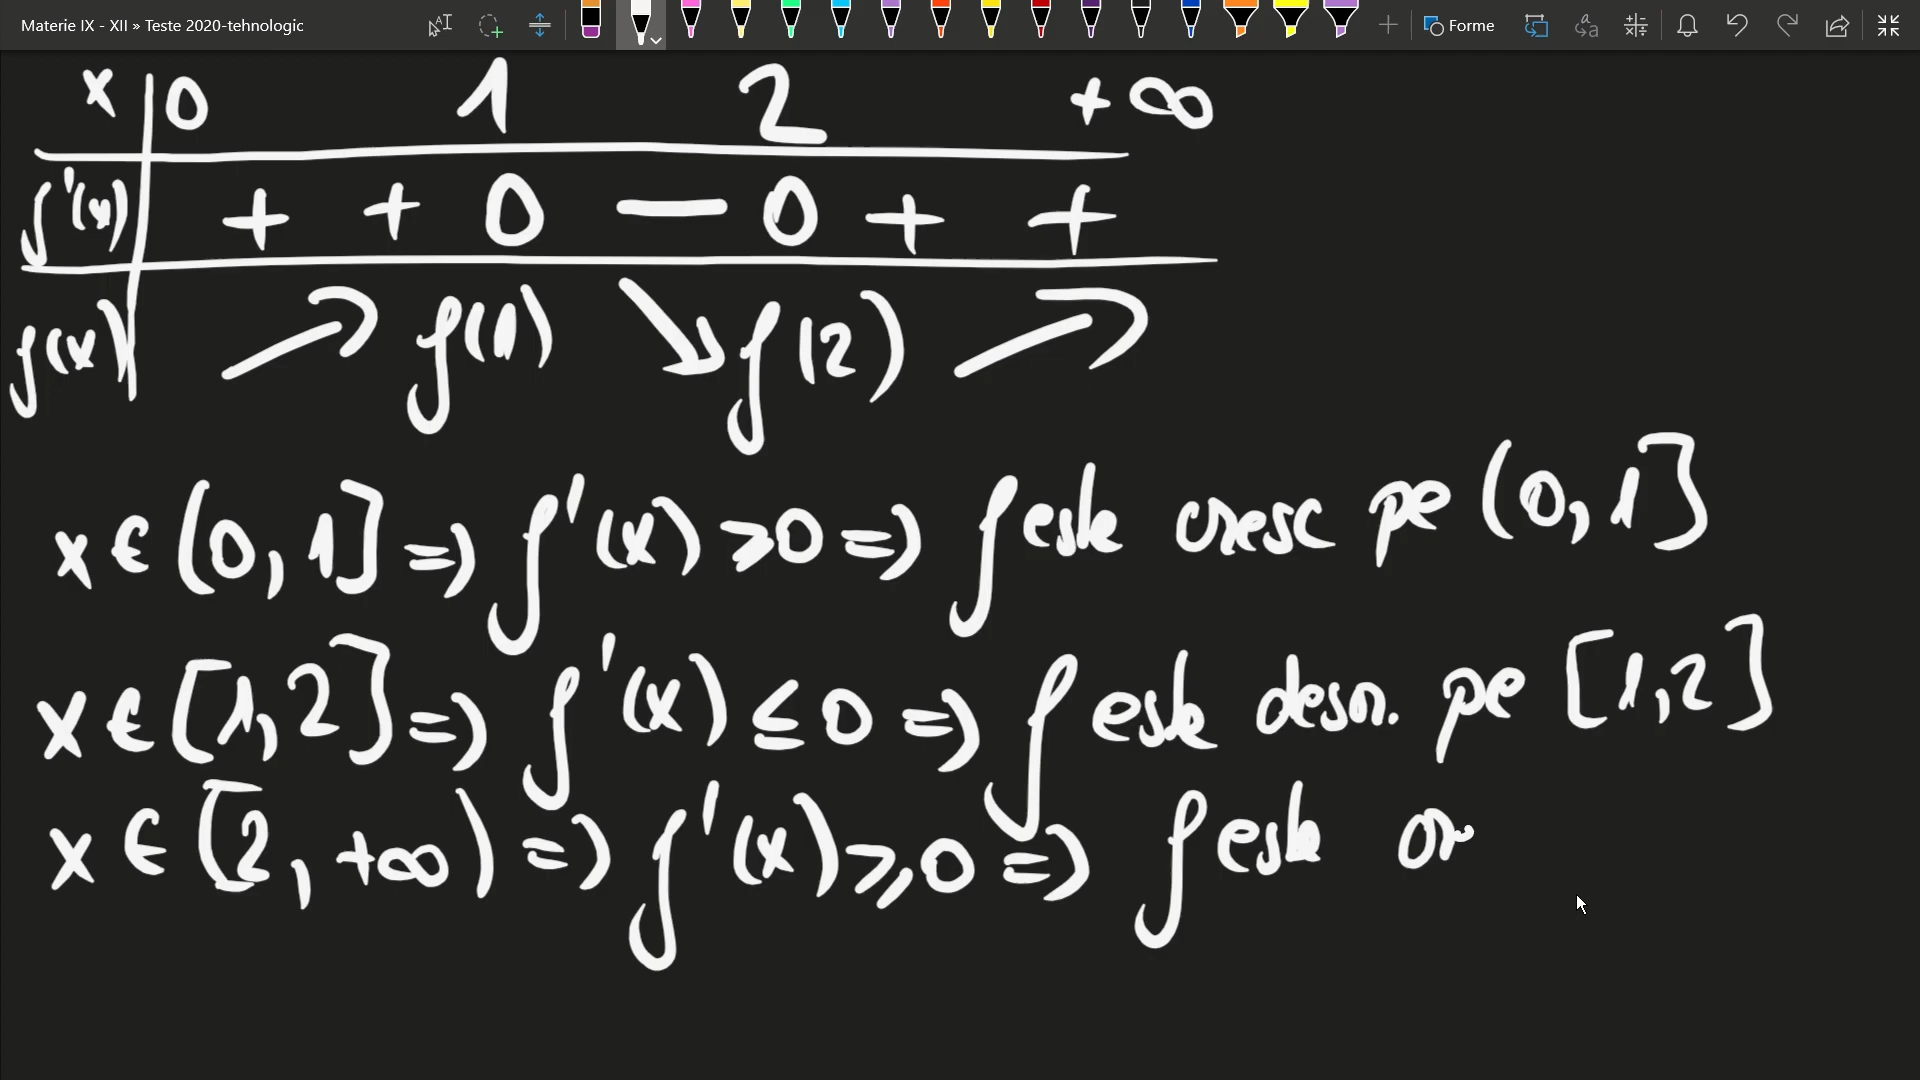 Materie IX - XII » Teste 2020-tehnologic
Forme
x 0 1 2 +∞
f'(x) + + 0 − 0 + +
f(x) ↗ f(1) ↘ f(2) ↗
x ∈ (0, 1] => f'(x) ≥ 0 => f este cresc pe (0, 1]
x ∈ [1, 2] => f'(x) ≤ 0 => f este descr. pe [1, 2]
x ∈ [2, +∞) => f'(x) ≥ 0 => f este cr